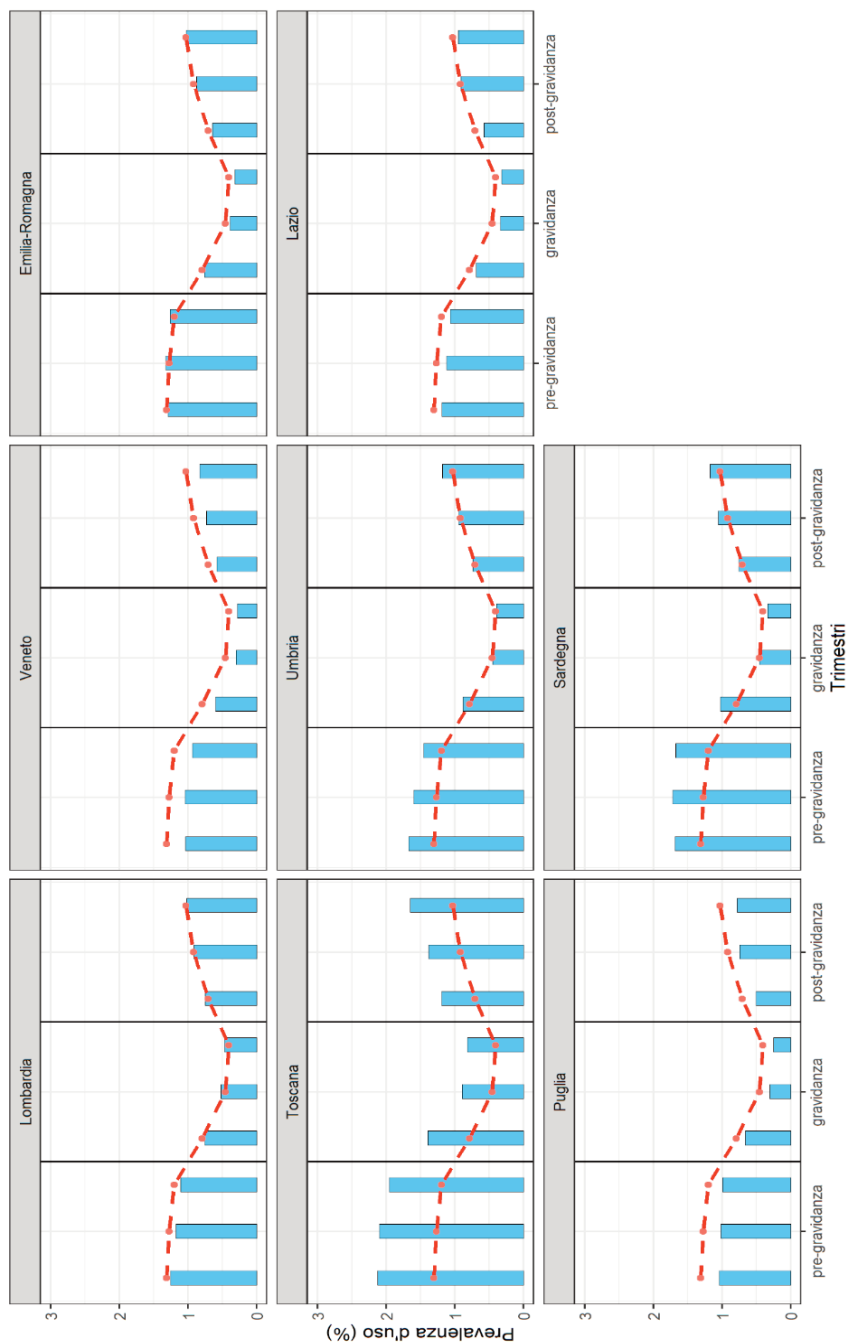 Lombardia
Veneto
Emilia-Romagna
3
2
1
0
Toscana
Umbria
Lazio
3
2
1
0
Puglia
Sardegna
3
2
1
0
Prevalenza d'uso (%)
pre-gravidanza gravidanza post-gravidanza
pre-gravidanza gravidanza post-gravidanza
pre-gravidanza gravidanza post-gravidanza
Trimestri